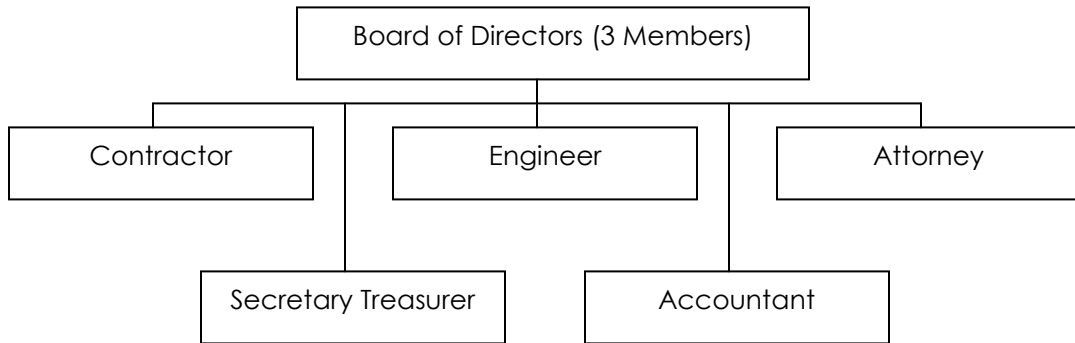 Board of Directors (3 Members)
Contractor
Engineer
Attorney
Secretary Treasurer
Accountant